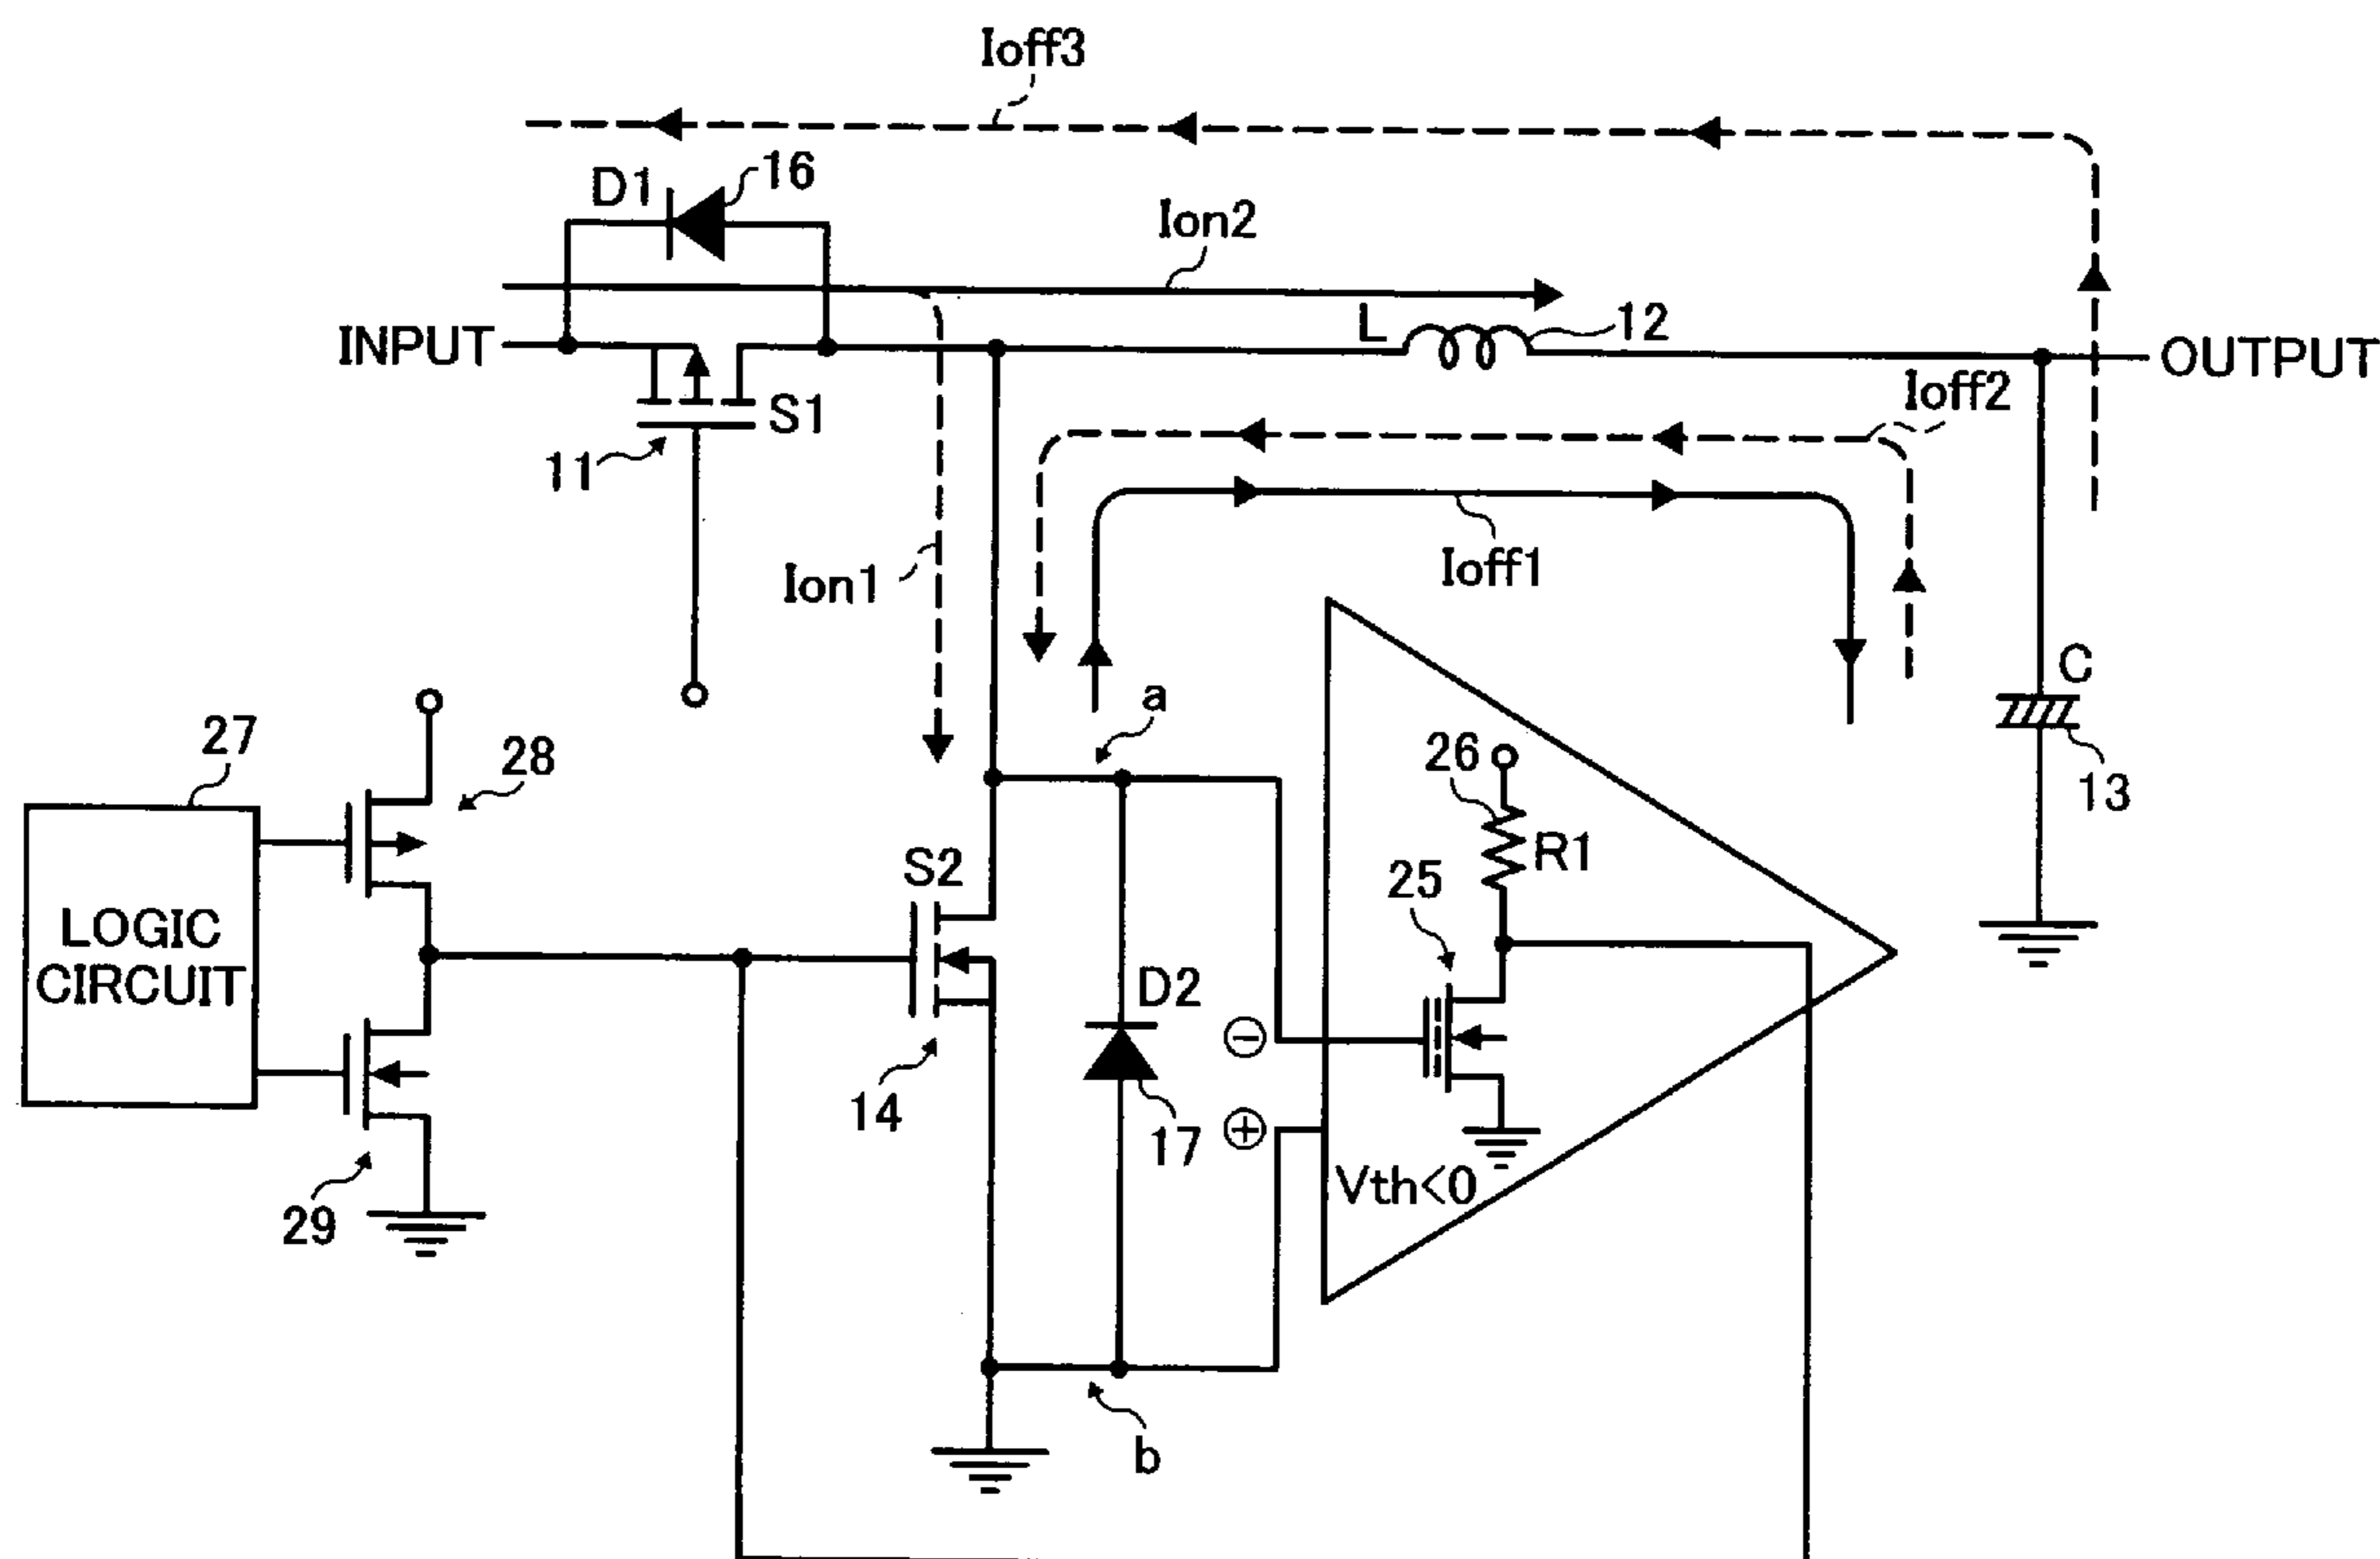 Ioff3
D1
16
Ion2
INPUT
L
12
OUTPUT
S1
Ioff2
11
Ion1
Ioff1
C
13
a
27
28
26
R1
S2
25
LOGIC
CIRCUIT
D2
⊖
14
17
⊕
Vth<0
29
b